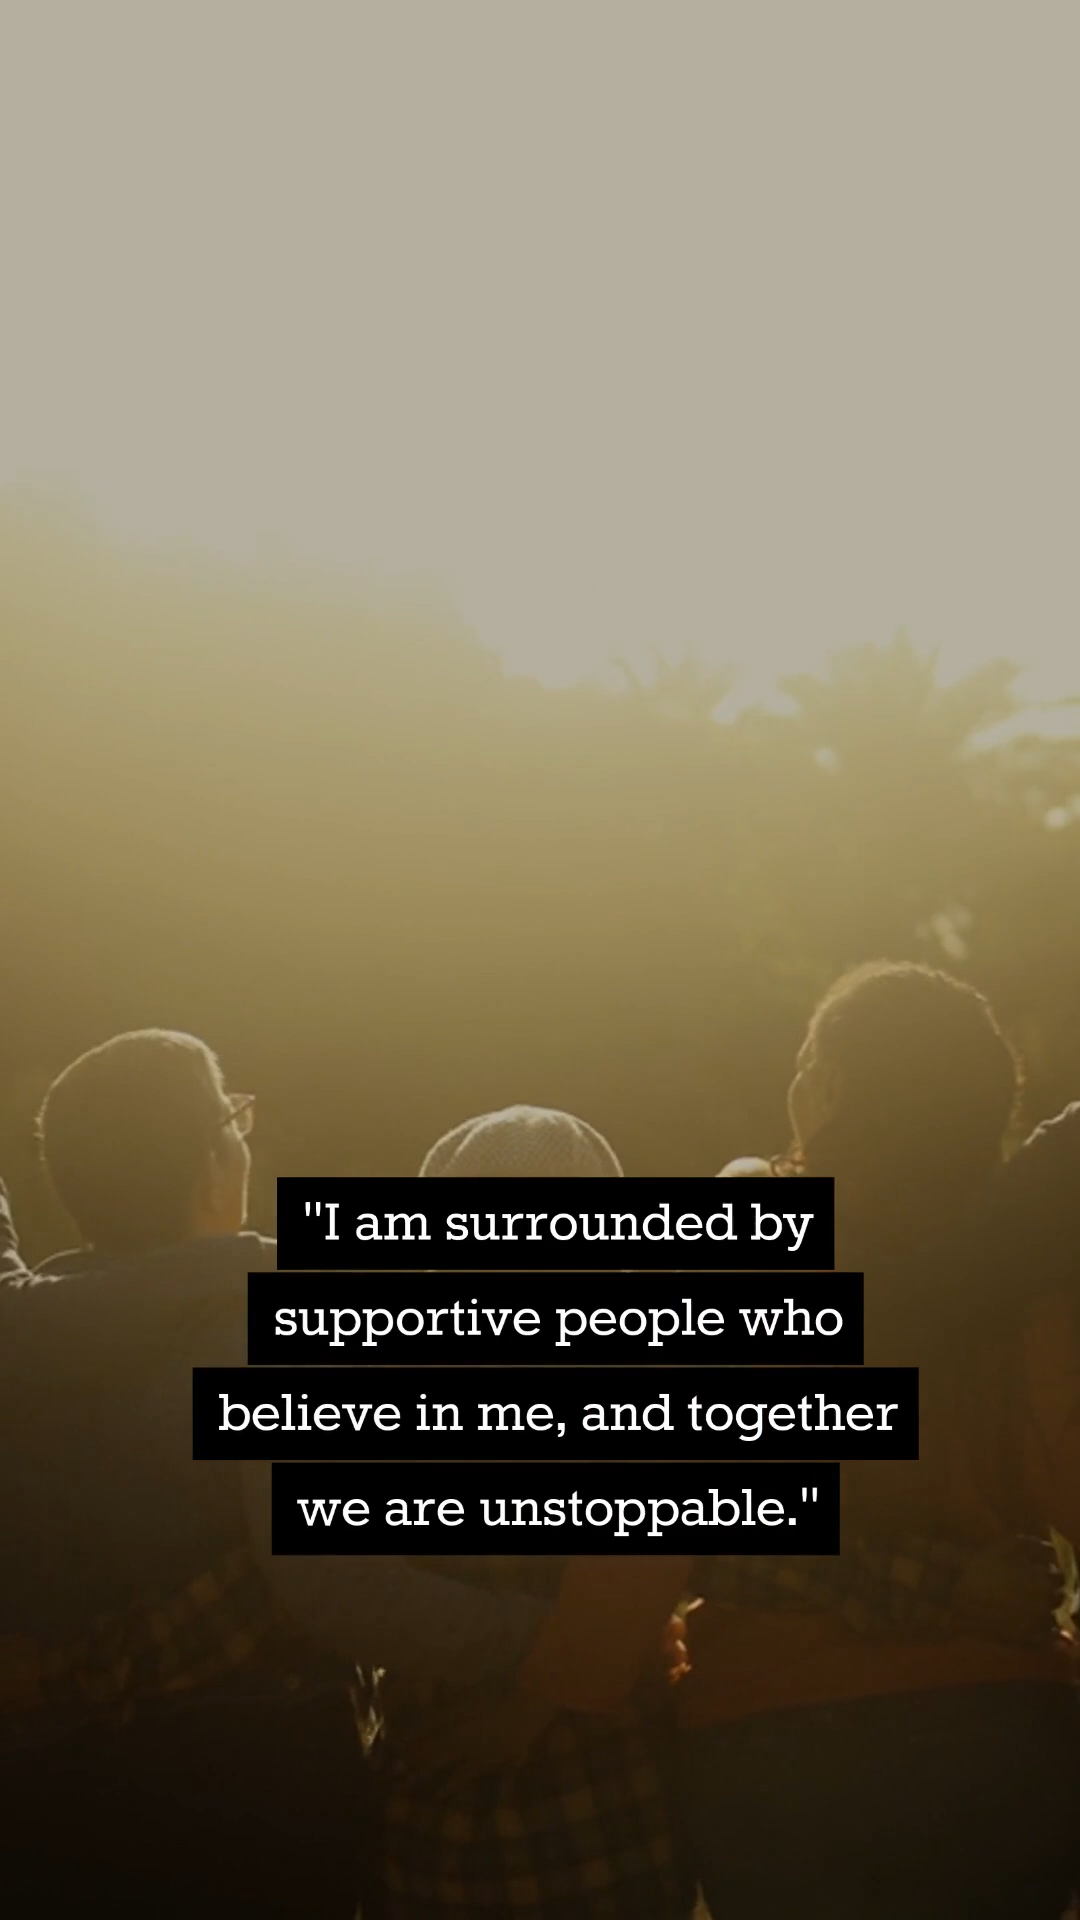 "I am surrounded by
supportive people who
believe in me, and together
we are unstoppable."